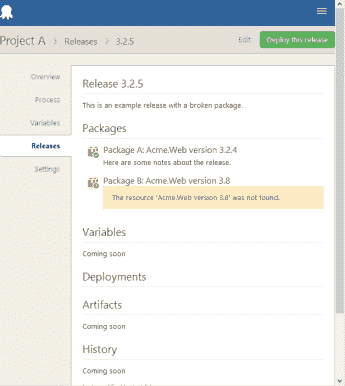 Project A > Releases > 3.2.5
Edit
Deploy this release
Overview
Process
Variables
Releases
Settings
Release 3.2.5
This is an example release with a broken package.
Packages
Package A: Acme.Web version 3.2.4
Here are some notes about the release.
Package B: Acme.Web version 3.8
The resource 'Acme.Web version 3.8' was not found.
Variables
Coming soon
Deployments
Artifacts
Coming soon
History
Coming soon